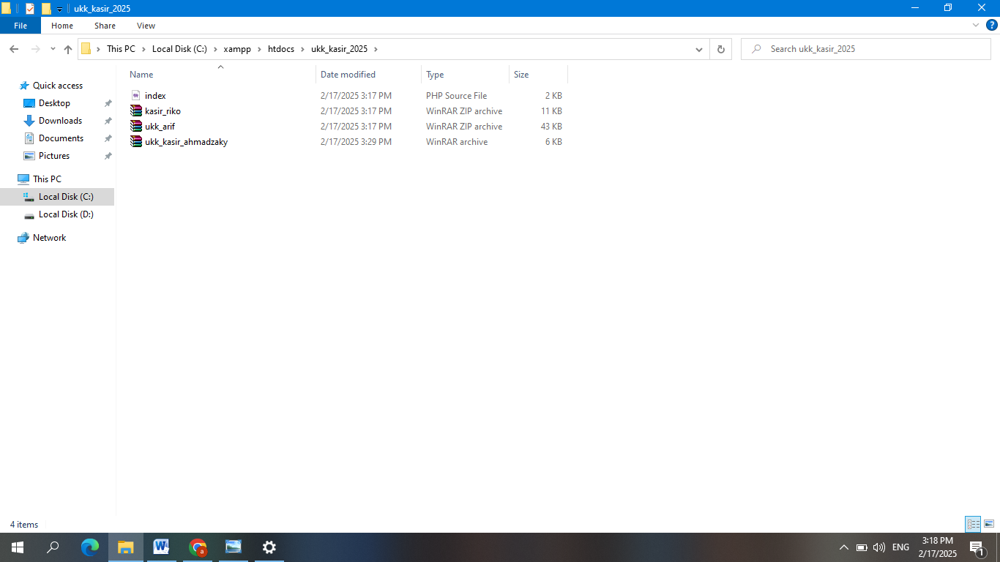 ukk_kasir_2025
File Home Share View
This PC Local Disk (C:) xampp htdocs ukk_kasir_2025 Search ukk_kasir_2025
Name Date modified Type Size
Quick access
Desktop
Downloads
Documents
Pictures
This PC
Local Disk (C:)
Local Disk (D:)
Network
index 2/17/2025 3:17 PM PHP Source File 2 KB
kasir_riko 2/17/2025 3:17 PM WinRAR ZIP archive 11 KB
ukk_arif 2/17/2025 3:17 PM WinRAR ZIP archive 43 KB
ukk_kasir_ahmadzaky 2/17/2025 3:29 PM WinRAR archive 6 KB
4 items
ENG
3:18 PM
2/17/2025
1